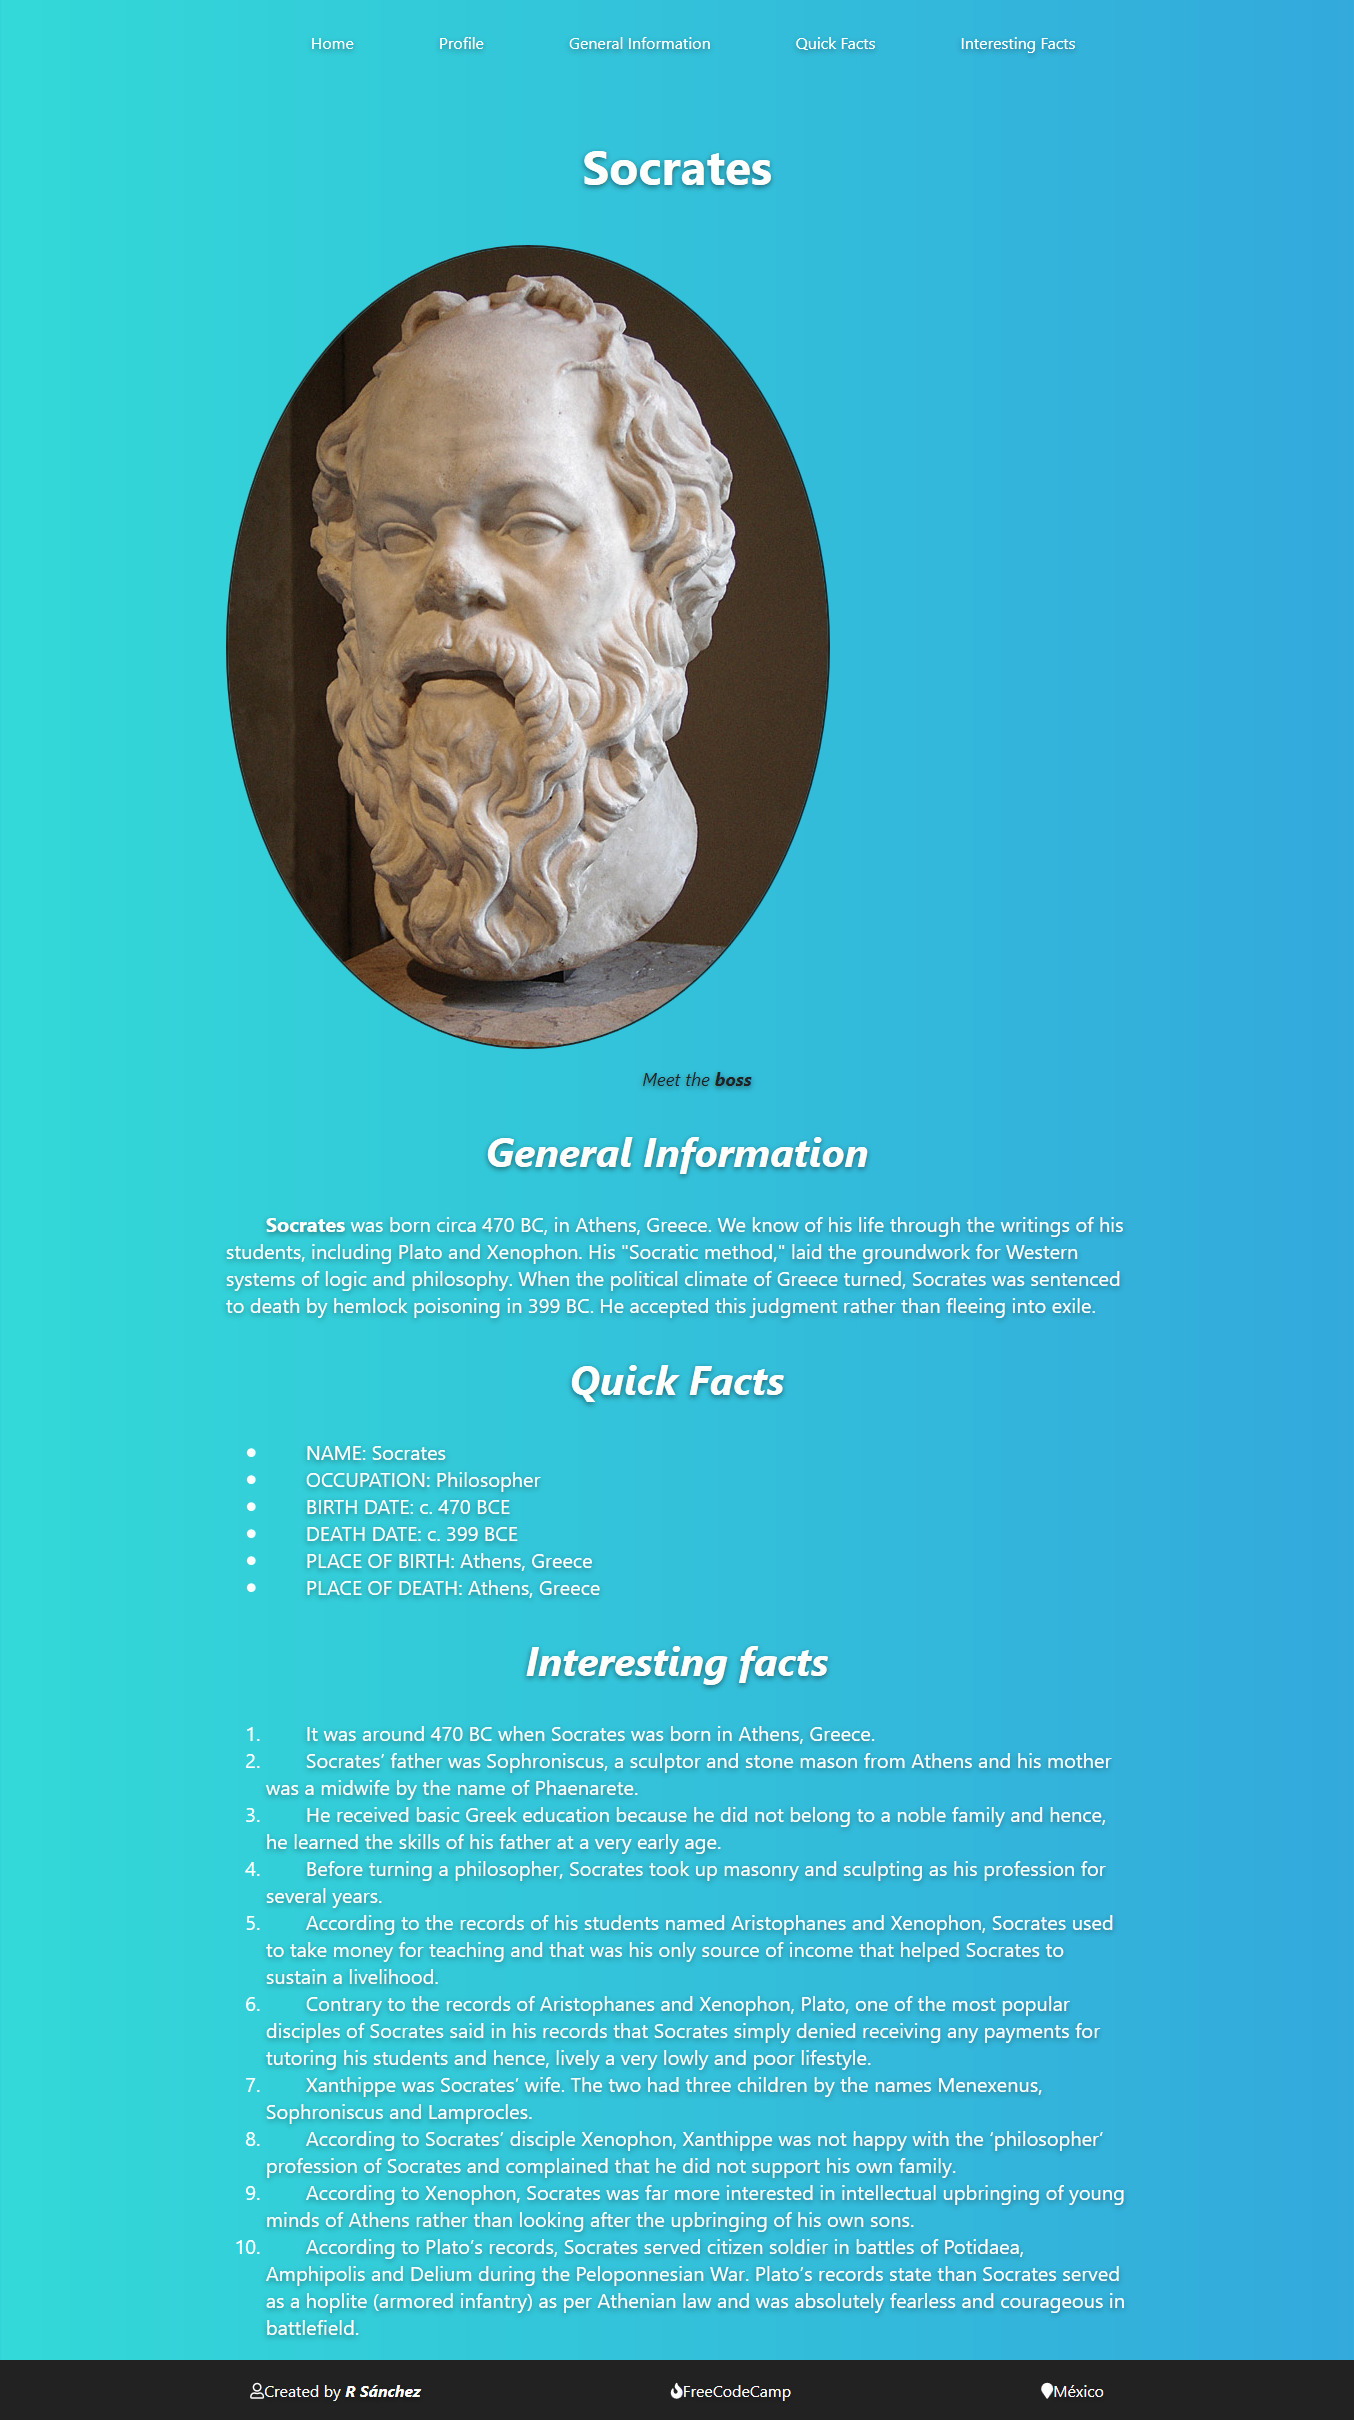 Home Profile General Information Quick Facts Interesting Facts
Socrates
Meet the boss
General Information
Socrates was born circa 470 BC, in Athens, Greece. We know of his life through the writings of his
students, including Plato and Xenophon. His "Socratic method," laid the groundwork for Western
systems of logic and philosophy. When the political climate of Greece turned, Socrates was sentenced
to death by hemlock poisoning in 399 BC. He accepted this judgment rather than fleeing into exile.
Quick Facts
• NAME: Socrates
• OCCUPATION: Philosopher
• BIRTH DATE: c. 470 BCE
• DEATH DATE: c. 399 BCE
• PLACE OF BIRTH: Athens, Greece
• PLACE OF DEATH: Athens, Greece
Interesting facts
1. It was around 470 BC when Socrates was born in Athens, Greece.
2. Socrates’ father was Sophroniscus, a sculptor and stone mason from Athens and his mother
was a midwife by the name of Phaenarete.
3. He received basic Greek education because he did not belong to a noble family and hence,
he learned the skills of his father at a very early age.
4. Before turning a philosopher, Socrates took up masonry and sculpting as his profession for
several years.
5. According to the records of his students named Aristophanes and Xenophon, Socrates used
to take money for teaching and that was his only source of income that helped Socrates to
sustain a livelihood.
6. Contrary to the records of Aristophanes and Xenophon, Plato, one of the most popular
disciples of Socrates said in his records that Socrates simply denied receiving any payments for
tutoring his students and hence, lively a very lowly and poor lifestyle.
7. Xanthippe was Socrates’ wife. The two had three children by the names Menexenus,
Sophroniscus and Lamprocles.
8. According to Socrates’ disciple Xenophon, Xanthippe was not happy with the ‘philosopher’
profession of Socrates and complained that he did not support his own family.
9. According to Xenophon, Socrates was far more interested in intellectual upbringing of young
minds of Athens rather than looking after the upbringing of his own sons.
10. According to Plato’s records, Socrates served citizen soldier in battles of Potidaea,
Amphipolis and Delium during the Peloponnesian War. Plato’s records state than Socrates served
as a hoplite (armored infantry) as per Athenian law and was absolutely fearless and courageous in
battlefield.
Created by R Sánchez FreeCodeCamp México